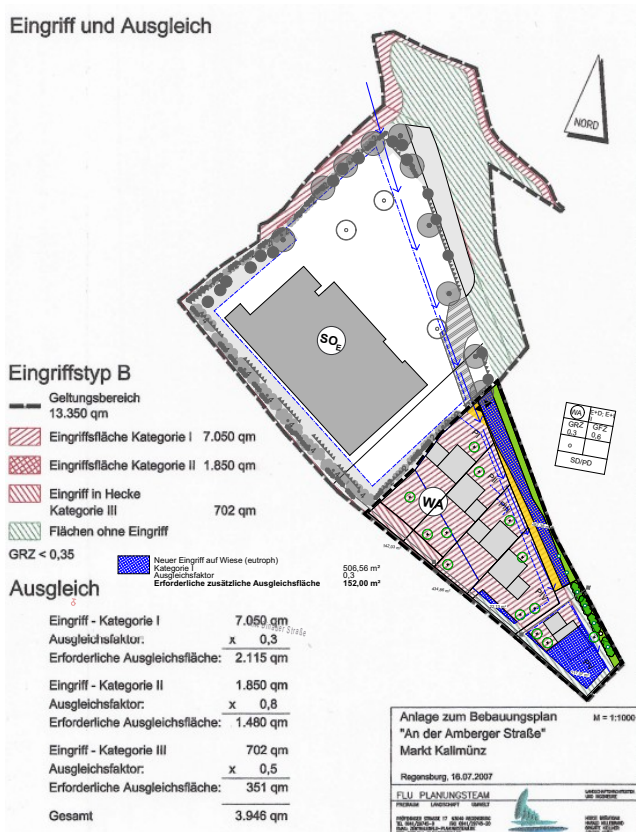 Eingriff und Ausgleich
NORD
SO E
Eingriffstyp B
Geltungsbereich
13.350 qm
Eingriffsfläche Kategorie I 7.050 qm
Eingriffsfläche Kategorie II 1.850 qm
Eingriff in Hecke
Kategorie III 702 qm
Flächen ohne Eingriff
GRZ < 0,35
WA
GRZ GFZ
0,3 0,6
o
SD/PD
WA
Neuer Eingriff auf Wiese (eutroph)
Kategorie I 506,56 m²
Ausgleichsfaktor 0,3
Erforderliche zusätzliche Ausgleichsfläche 152,00 m²
Ausgleich
Eingriff - Kategorie I 7.050 qm
Ausgleichsfaktor: x 0,3
Erforderliche Ausgleichsfläche: 2.115 qm
Eingriff - Kategorie II 1.850 qm
Ausgleichsfaktor: x 0,8
Erforderliche Ausgleichsfläche: 1.480 qm
Eingriff - Kategorie III 702 qm
Ausgleichsfaktor: x 0,5
Erforderliche Ausgleichsfläche: 351 qm
Gesamt 3.946 qm
Anlage zum Bebauungsplan M = 1:1000
"An der Amberger Straße"
Markt Kallmünz
Regensburg, 16.07.2007
FLU PLANUNGSTEAM
FREIRAUM LANDSCHAFT UMWELT